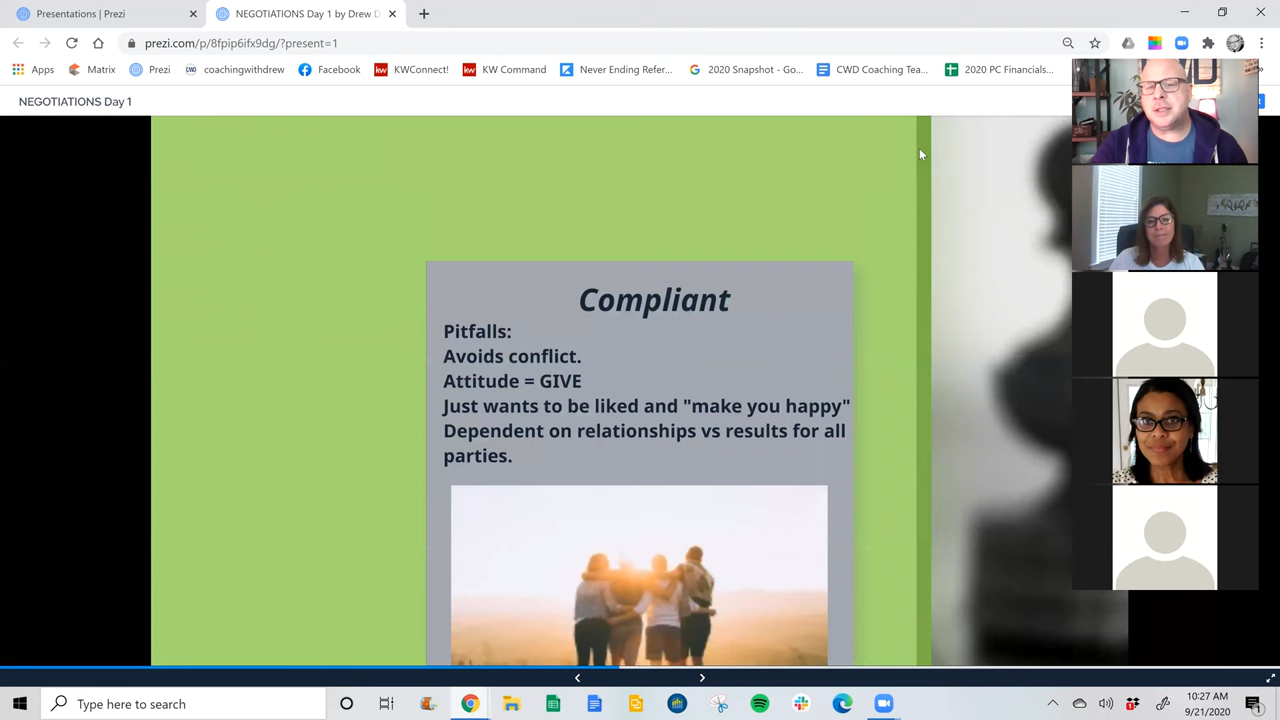 Presentations | Prezi
NEGOTIATIONS Day 1 by Drew D
prezi.com/p/8fpip6ifx9dg/?present=1
Apps
Matrix
Prezi
coachingwithdrew
Facebook
KWConnect!
KW Command
Never Ending Refer...
2020 Snapshot - Go...
CWD Coaching Tea...
2020 PC Financials...
NEGOTIATIONS Day 1
Compliant
Pitfalls:
Avoids conflict.
Attitude = GIVE
Just wants to be liked and "make you happy"
Dependent on relationships vs results for all
parties.
Type here to search
10:27 AM
9/21/2020